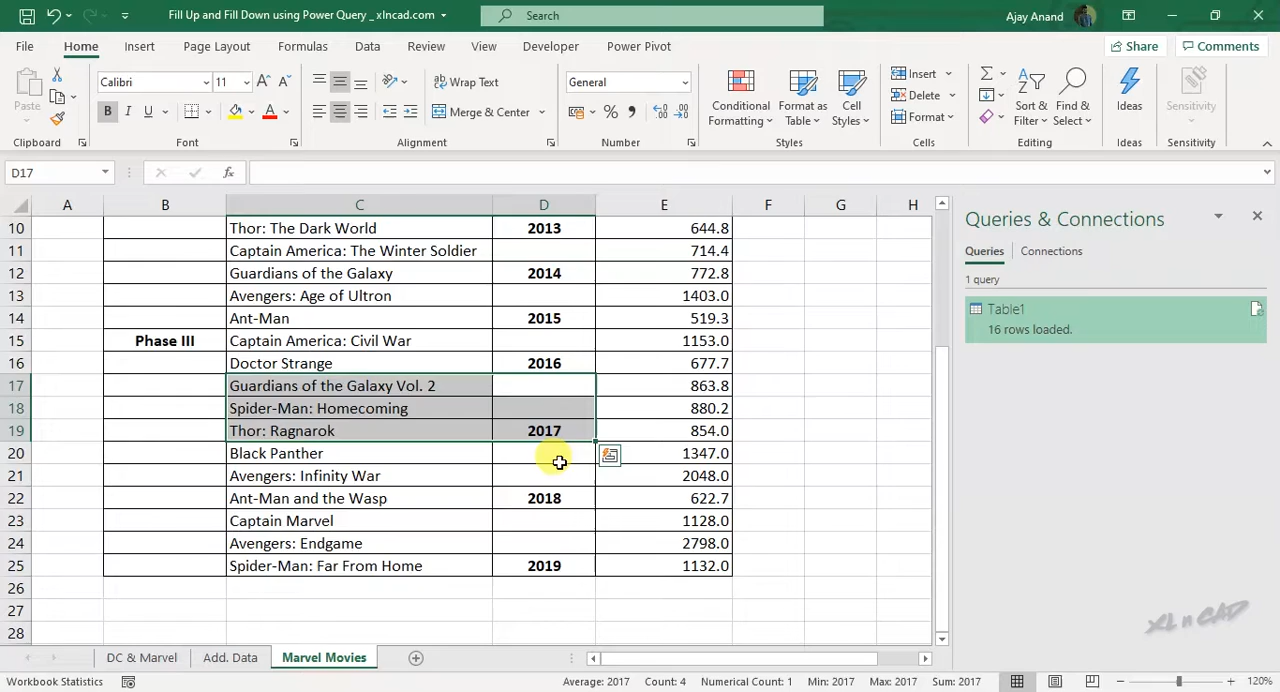 Fill Up and Fill Down using Power Query _ xlncad.com
Search
Ajay Anand
File Home Insert Page Layout Formulas Data Review View Developer Power Pivot Share Comments
Paste
Calibri 11
General
Wrap Text
Merge & Center
B I U
Conditional Formatting
Format as Table
Cell Styles
Insert
Delete
Format
Sort & Filter
Find & Select
Ideas
Sensitivity
Clipboard Font Alignment Number Styles Cells Editing Ideas Sensitivity
D17 fx
A B C D E F G H
10 Thor: The Dark World 2013 644.8
11 Captain America: The Winter Soldier 714.4
12 Guardians of the Galaxy 2014 772.8
13 Avengers: Age of Ultron 1403.0
14 Ant-Man 2015 519.3
15 Phase III Captain America: Civil War 1153.0
16 Doctor Strange 2016 677.7
17 Guardians of the Galaxy Vol. 2 863.8
18 Spider-Man: Homecoming 880.2
19 Thor: Ragnarok 2017 854.0
20 Black Panther 1347.0
21 Avengers: Infinity War 2048.0
22 Ant-Man and the Wasp 2018 622.7
23 Captain Marvel 1128.0
24 Avengers: Endgame 2798.0
25 Spider-Man: Far From Home 2019 1132.0
26
27
28
Queries & Connections
Queries Connections
1 query
Table1
16 rows loaded.
XL n CAD
DC & Marvel Add. Data Marvel Movies
Workbook Statistics Average: 2017 Count: 4 Numerical Count: 1 Min: 2017 Max: 2017 Sum: 2017 120%